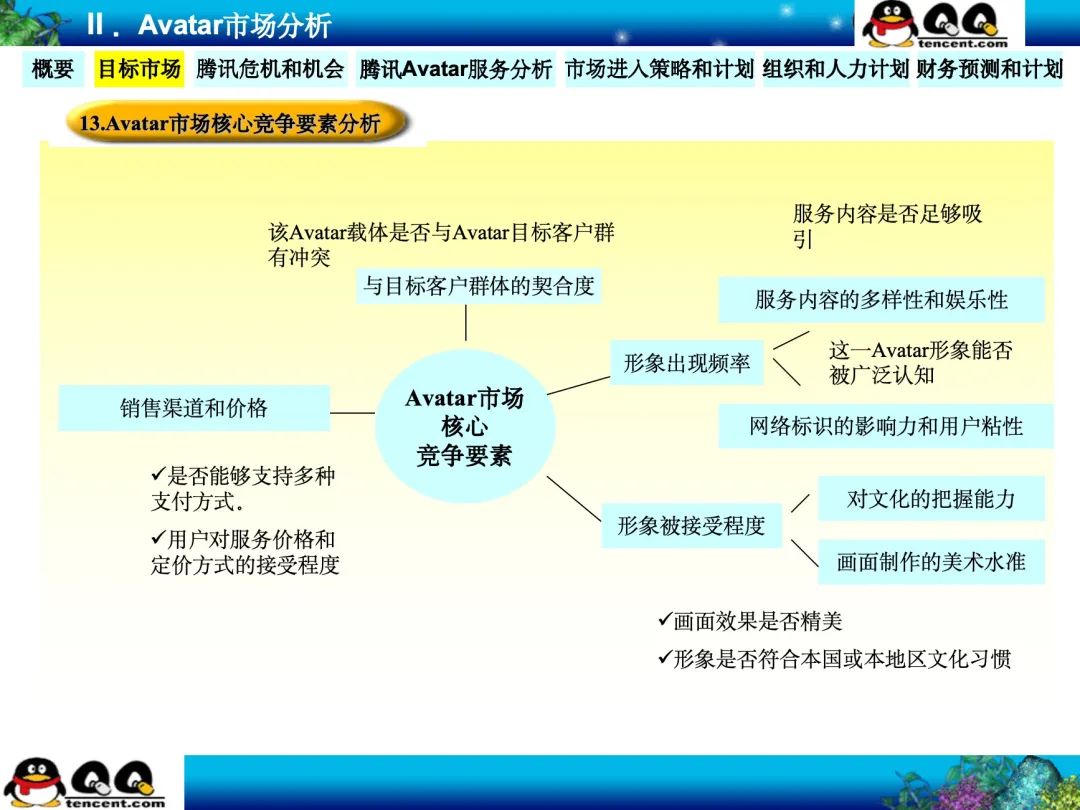 II．Avatar市场分析
QQ
tencent.com
概要 目标市场 腾讯危机和机会 腾讯Avatar服务分析 市场进入策略和计划 组织和人力计划 财务预测和计划
13.Avatar市场核心竞争要素分析
该Avatar载体是否与Avatar目标客户群
有冲突
与目标客户群体的契合度
服务内容是否足够吸
引
服务内容的多样性和娱乐性
形象出现频率
这一Avatar形象能否
被广泛认知
网络标识的影响力和用户粘性
Avatar市场
核心
竞争要素
销售渠道和价格
✓是否能够支持多种
支付方式.
✓用户对服务价格和
定价方式的接受程度
形象被接受程度
对文化的把握能力
画面制作的美术水准
✓画面效果是否精美
✓形象是否符合本国或本地区文化习惯
QQ
tencent.com